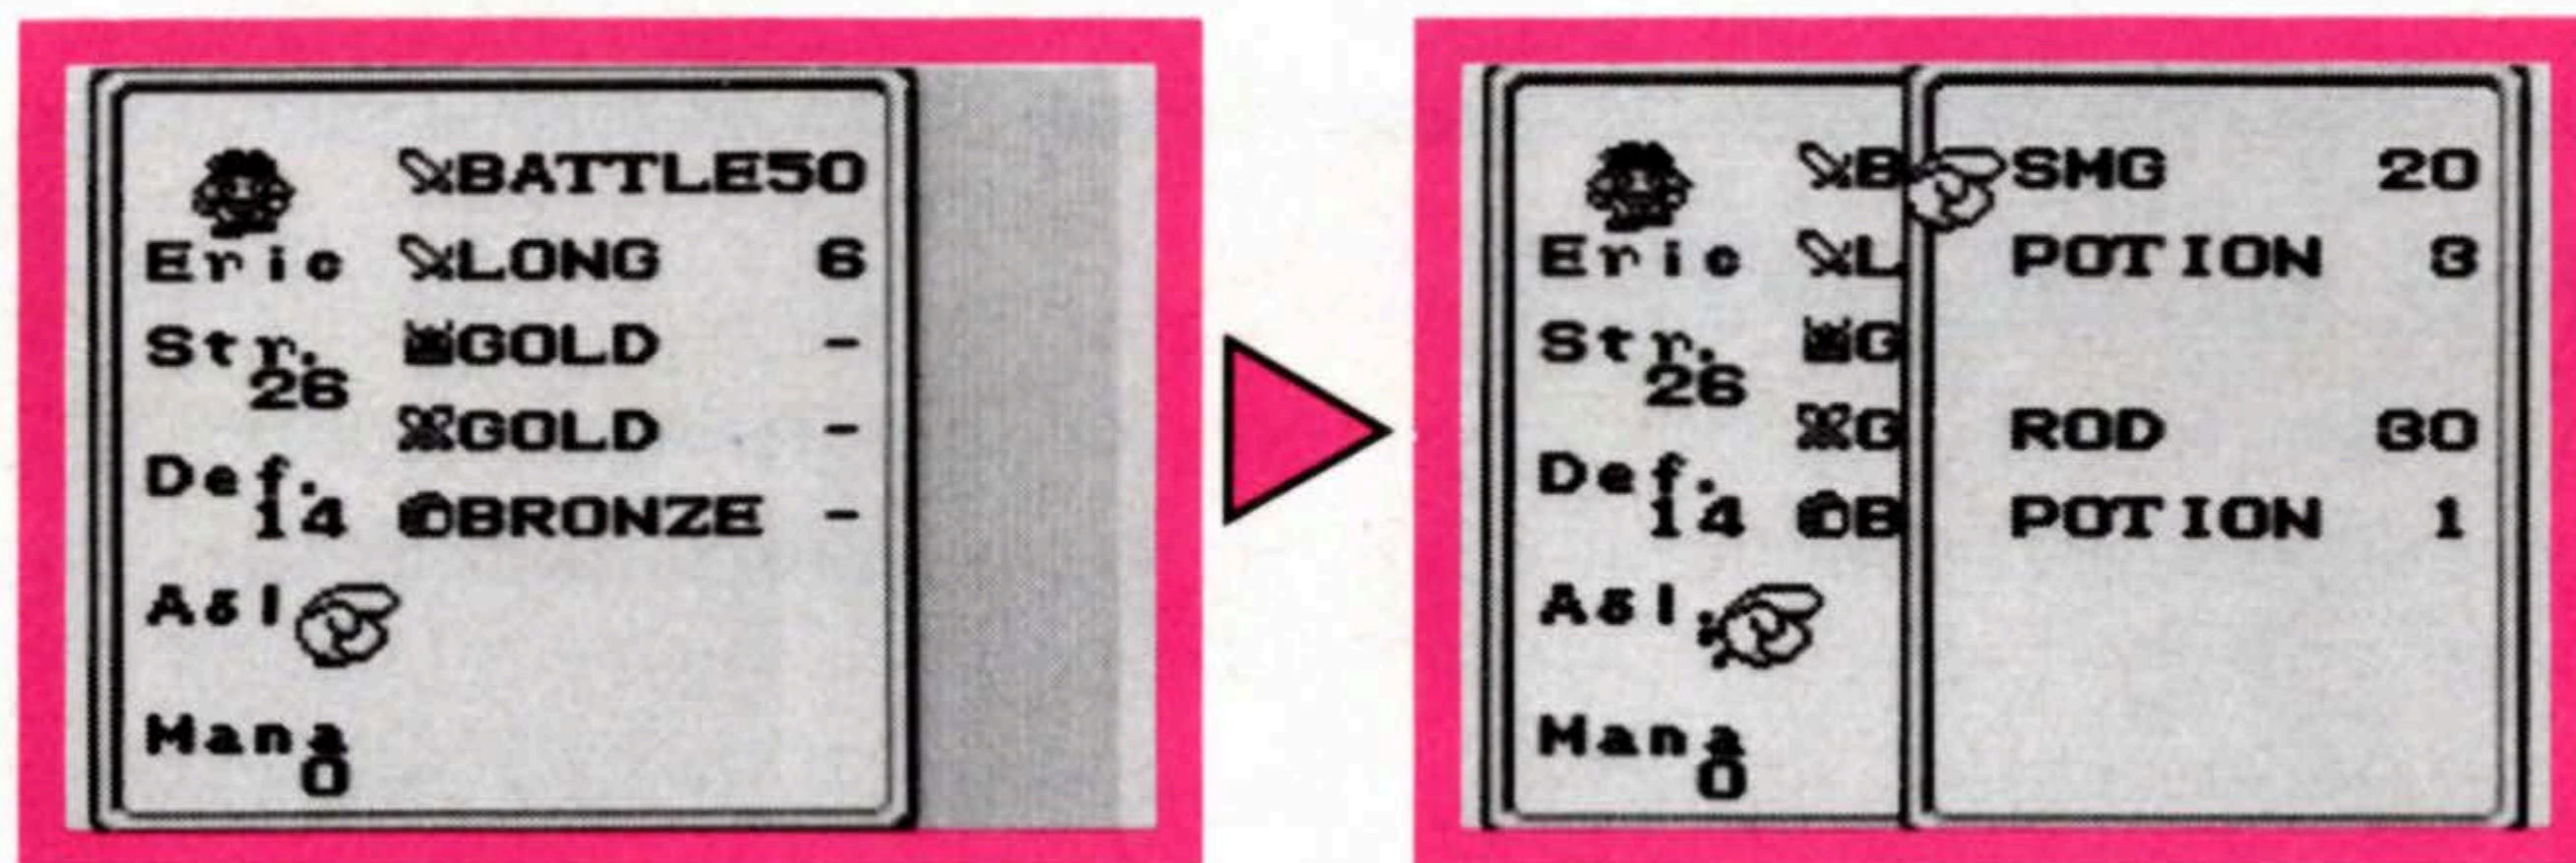 BATTLE50
Eric LONG 6
Str. GOLD -
26
GOLD -
Def.
14 BRONZE -
Agl
Mana
0
B SMG 20
Eric L POTION 3
Str. G
26
G ROD 30
Def.
14 B POTION 1
Agl.
Mana
0